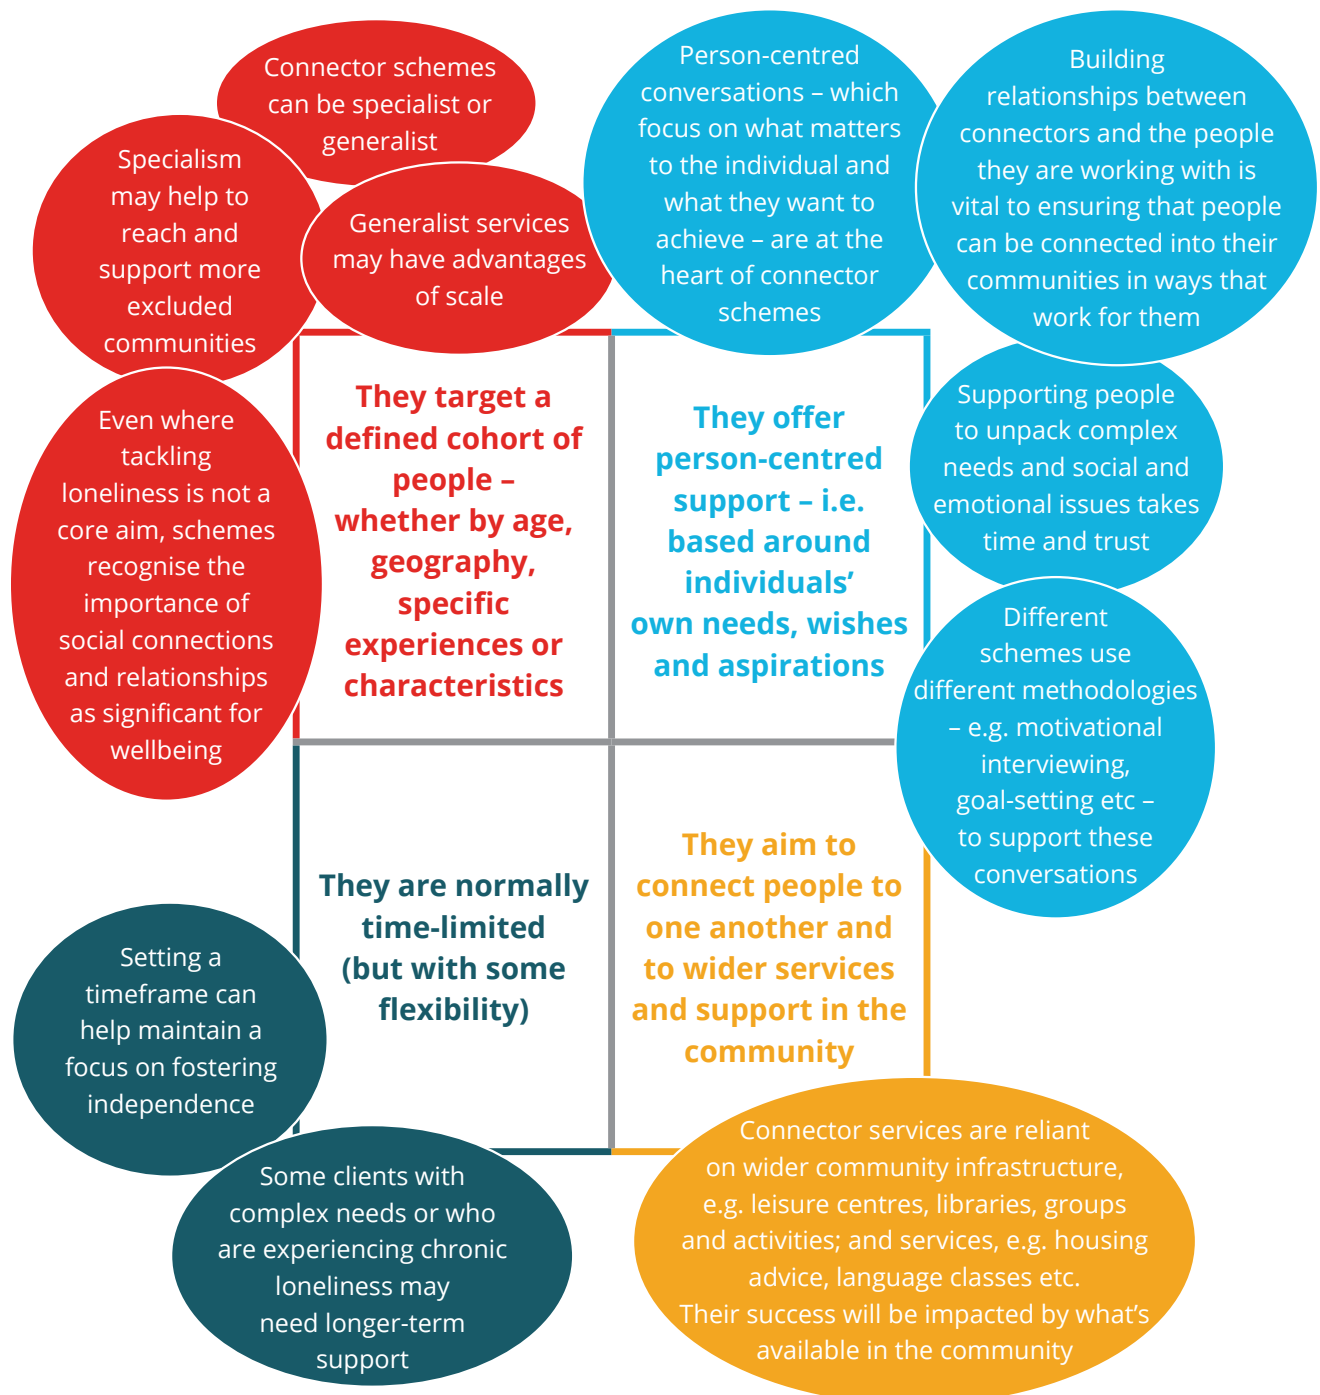 Connector schemes
can be specialist or
generalist
Specialism
may help to
reach and
support more
excluded
communities
Generalist services
may have advantages
of scale
Even where
tackling
loneliness is not a
core aim, schemes
recognise the
importance of
social connections
and relationships
as significant for
wellbeing
They target a
defined cohort of
people –
whether by age,
geography,
specific
experiences or
characteristics
Person-centred
conversations – which
focus on what matters
to the individual and
what they want to
achieve – are at the
heart of connector
schemes
Building
relationships between
connectors and the people
they are working with is
vital to ensuring that people
can be connected into their
communities in ways that
work for them
Supporting people
to unpack complex
needs and social and
emotional issues takes
time and trust
Different
schemes use
different methodologies
– e.g. motivational
interviewing,
goal-setting etc –
to support these
conversations
They offer
person-centred
support – i.e.
based around
individuals’
own needs, wishes
and aspirations
They are normally
time-limited
(but with some
flexibility)
Setting a
timeframe can
help maintain a
focus on fostering
independence
Some clients with
complex needs or who
are experiencing chronic
loneliness may
need longer-term
support
They aim to
connect people to
one another and
to wider services
and support in the
community
Connector services are reliant
on wider community infrastructure,
e.g. leisure centres, libraries, groups
and activities; and services, e.g. housing
advice, language classes etc.
Their success will be impacted by what’s
available in the community